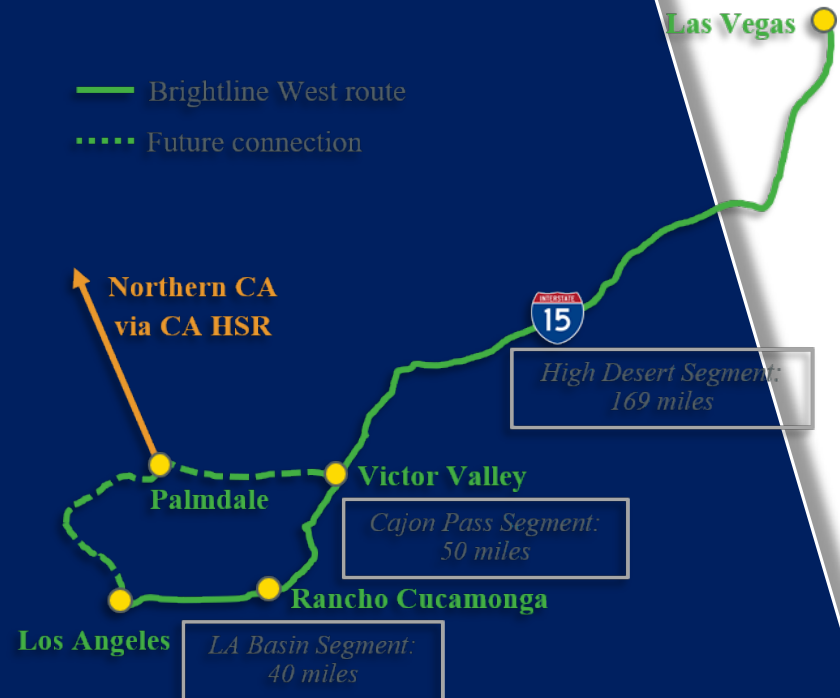 Las Vegas
Brightline West route
Future connection
Northern CA
via CA HSR
INTERSTATE
15
High Desert Segment:
169 miles
Palmdale
Victor Valley
Cajon Pass Segment:
50 miles
Rancho Cucamonga
Los Angeles
LA Basin Segment:
40 miles